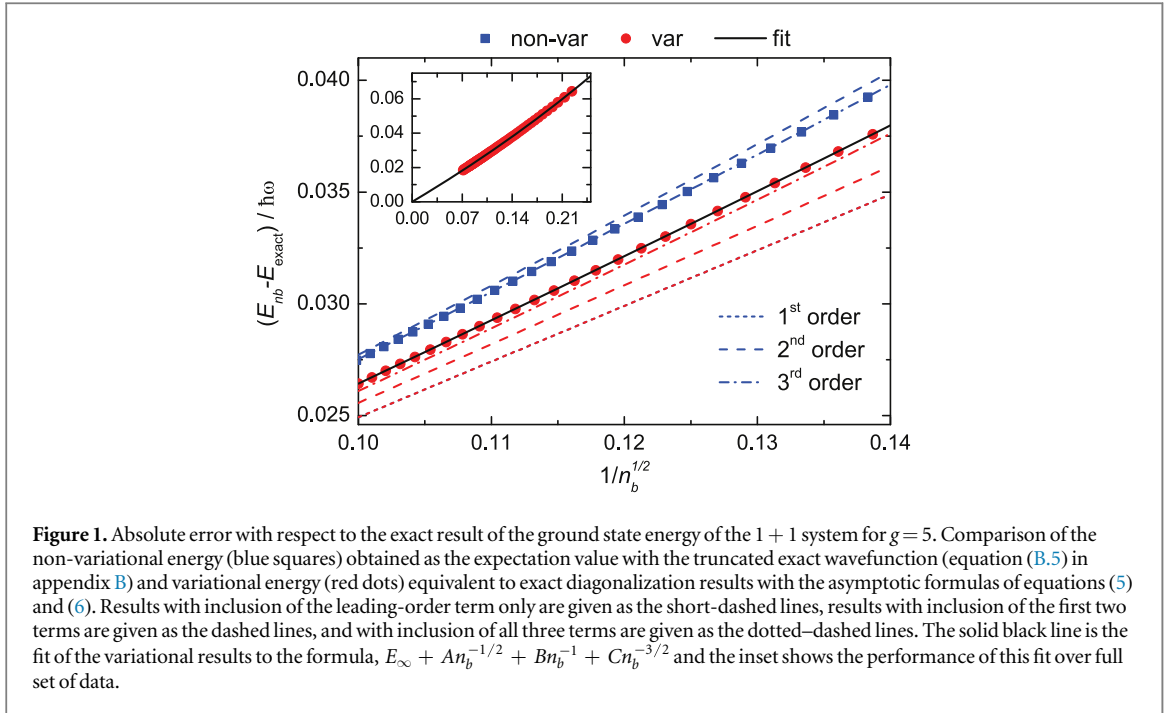 non-var var fit
0.040
0.035
0.030
0.025
(E_nb-E_exact) / ħω
0.06
0.04
0.02
0.00
0.00 0.07 0.14 0.21
1st order
2nd order
3rd order
0.10 0.11 0.12 0.13 0.14
1/n_b^1/2
Figure 1. Absolute error with respect to the exact result of the ground state energy of the 1 + 1 system for g = 5. Comparison of the
non-variational energy (blue squares) obtained as the expectation value with the truncated exact wavefunction (equation (B.5) in
appendix B) and variational energy (red dots) equivalent to exact diagonalization results with the asymptotic formulas of equations (5)
and (6). Results with inclusion of the leading-order term only are given as the short-dashed lines, results with inclusion of the first two
terms are given as the dashed lines, and with inclusion of all three terms are given as the dotted–dashed lines. The solid black line is the
fit of the variational results to the formula, E_∞ + An_b^−1/2 + Bn_b^−1 + Cn_b^−3/2 and the inset shows the performance of this fit over full
set of data.